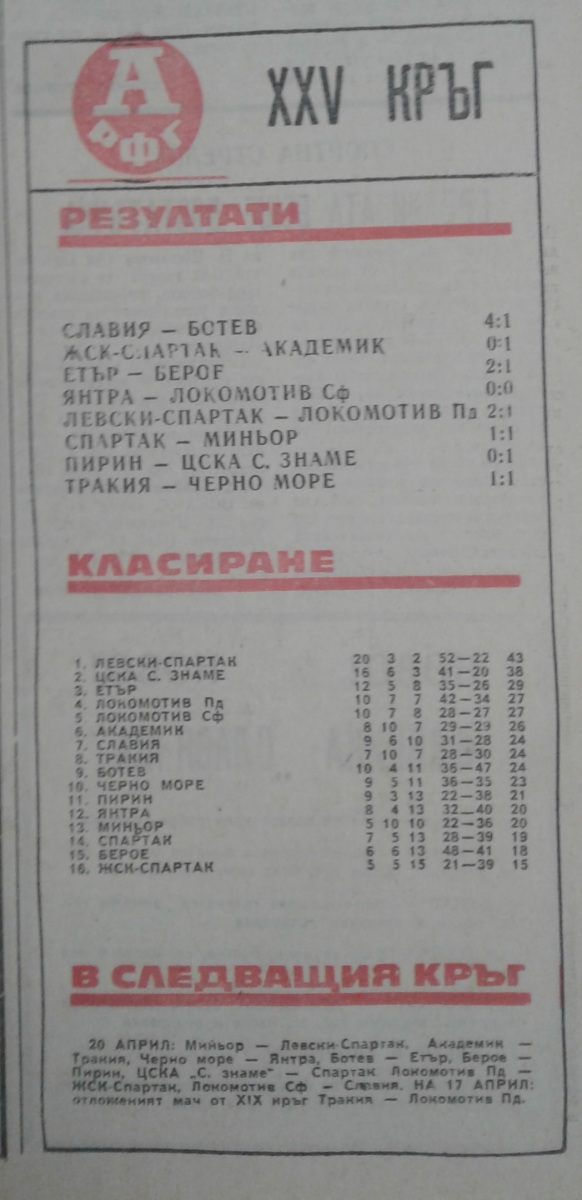 А
РФГ
XXV КРЪГ
РЕЗУЛТАТИ
СЛАВИЯ — БОТЕВ 4:1
ЖСК-СПАРТАК — АКАДЕМИК 0:1
ЕТЪР — БЕРОЕ 2:1
ЯНТРА — ЛОКОМОТИВ Сф 0:0
ЛЕВСКИ-СПАРТАК — ЛОКОМОТИВ Пд 2:1
СПАРТАК — МИНЬОР 1:1
ПИРИН — ЦСКА С. ЗНАМЕ 0:1
ТРАКИЯ — ЧЕРНО МОРЕ 1:1
КЛАСИРАНЕ
1. ЛЕВСКИ-СПАРТАК 20 3 2 52—22 43
2. ЦСКА С. ЗНАМЕ 16 6 3 41—20 38
3. ЕТЪР 12 5 8 35—26 29
4. ЛОКОМОТИВ Пд 10 7 7 42—34 27
5. ЛОКОМОТИВ Сф 10 7 8 28—27 27
6. АКАДЕМИК 8 10 7 29—29 26
7. СЛАВИЯ 9 6 10 31—28 24
8. ТРАКИЯ 7 10 7 28—30 24
9. БОТЕВ 10 4 11 36—47 24
10. ЧЕРНО МОРЕ 9 5 11 36—35 23
11. ПИРИН 9 3 13 22—38 21
12. ЯНТРА 8 4 13 32—40 20
13. МИНЬОР 5 10 10 22—36 20
14. СПАРТАК 7 5 13 28—39 19
15. БЕРОЕ 6 6 13 48—41 18
16. ЖСК-СПАРТАК 5 5 15 21—39 15
В СЛЕДВАЩИЯ КРЪГ
20 АПРИЛ: Миньор — Левски-Спартак, Академик —
Тракия, Черно море — Янтра, Ботев — Етър, Берое —
Пирин, ЦСКА „С. знаме" — Спартак Локомотив Пд —
ЖСК-Спартак, Локомотив Сф — Славия. НА 17 АПРИЛ:
отложеният мач от XIX кръг Тракия — Локомотив Пд.